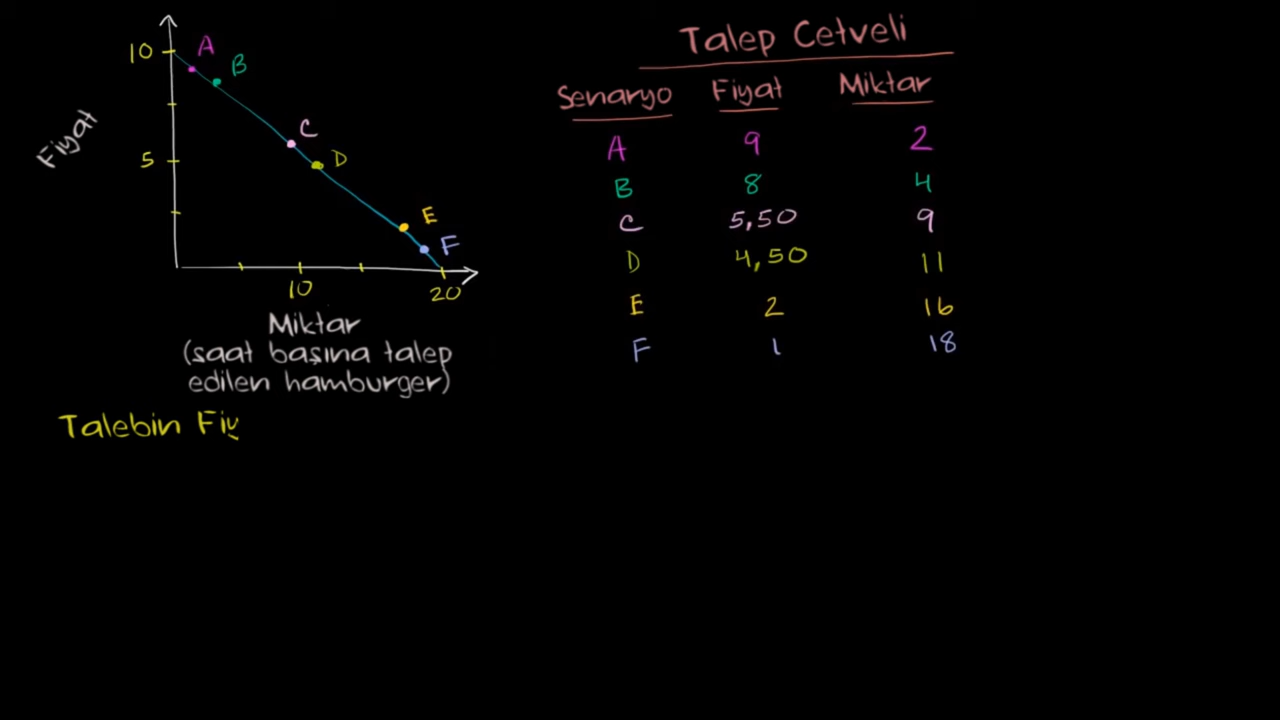 10
A
B
C
5
D
E
F
Fiyat
10
20
Miktar
(saat başına talep
edilen hamburger)
Talebin Fiy
Talep Cetveli
Senaryo Fiyat Miktar
A 9 2
B 8 4
C 5,50 9
D 4,50 11
E 2 16
F 1 18